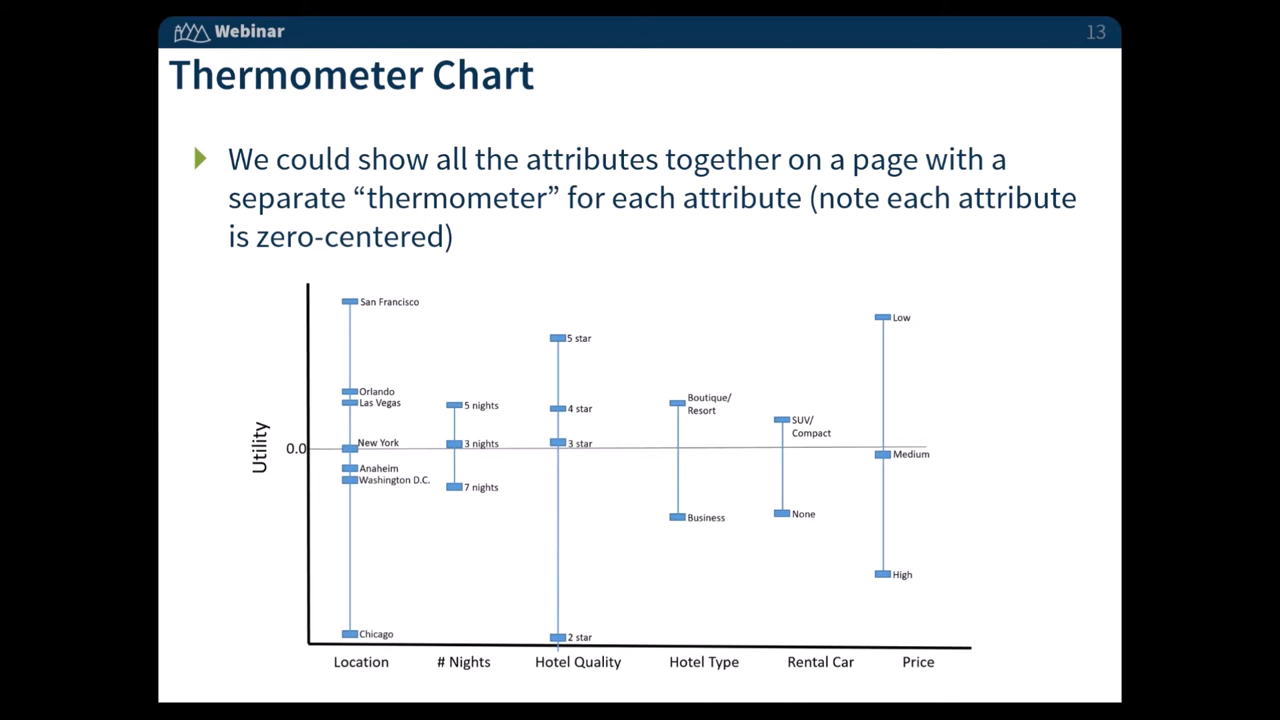 Webinar
13
Thermometer Chart
We could show all the attributes together on a page with a
separate “thermometer” for each attribute (note each attribute
is zero-centered)
Utility
0.0
San Francisco
Orlando
Las Vegas
New York
Anaheim
Washington D.C.
Chicago
5 nights
3 nights
7 nights
5 star
4 star
3 star
2 star
Boutique/
Resort
Business
SUV/
Compact
None
Low
Medium
High
Location
# Nights
Hotel Quality
Hotel Type
Rental Car
Price